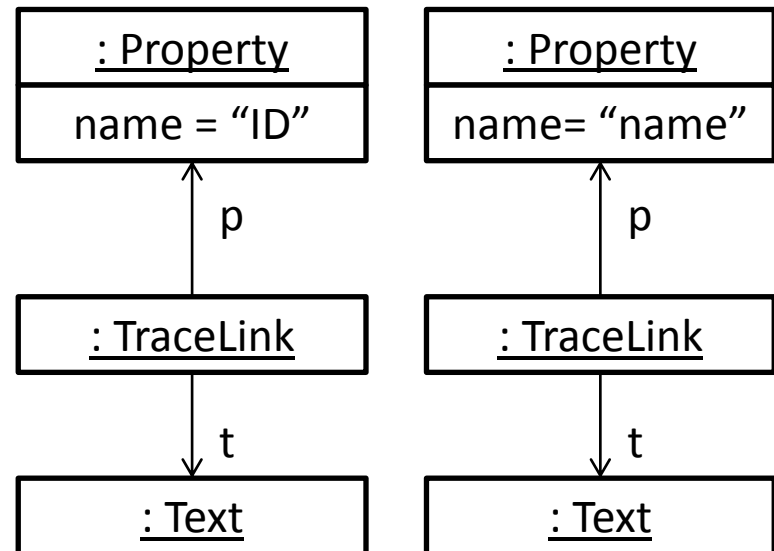 : Property
: Property
name = “ID”
name= “name”
p
p
: TraceLink
: TraceLink
t
t
: Text
: Text